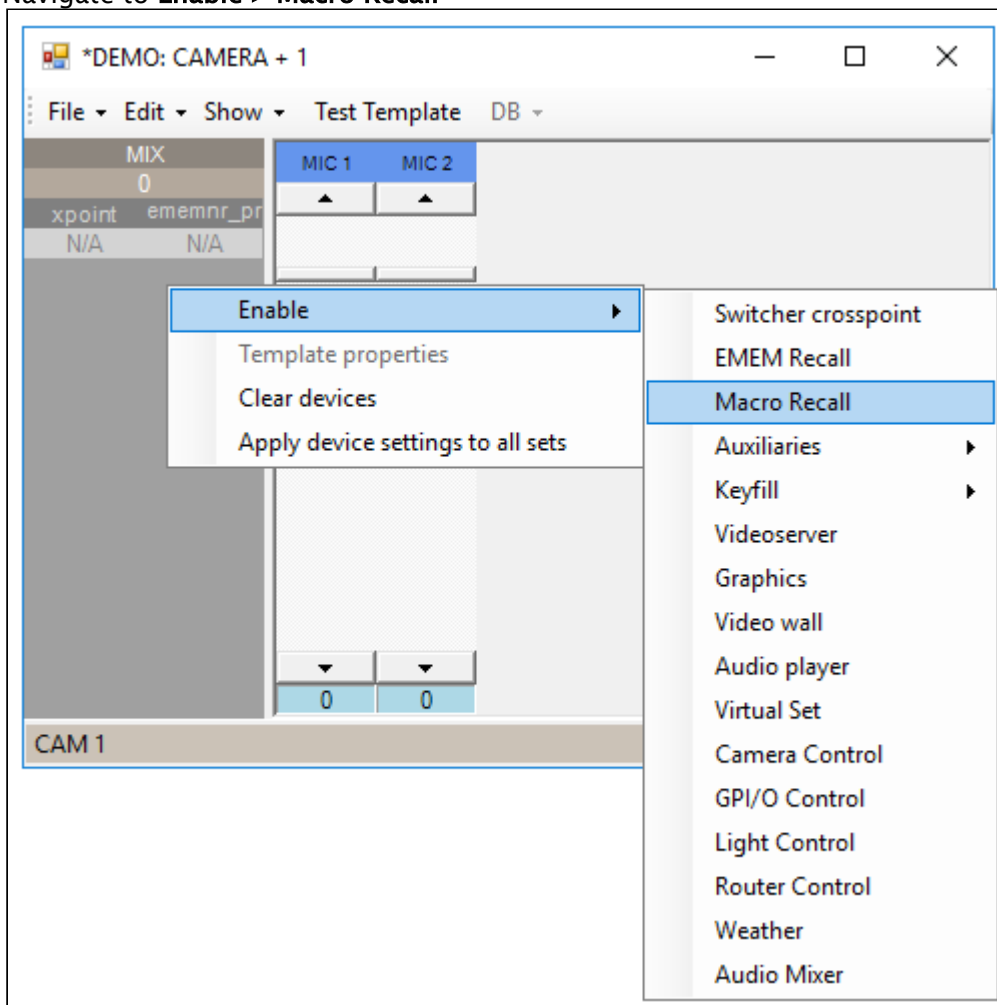 Navigate to Enable > Macro Recall
*DEMO: CAMERA + 1
File Edit Show Test Template DB
MIX
0
xpoint ememnr_pr
N/A N/A
MIC 1 MIC 2
Enable
Template properties
Clear devices
Apply device settings to all sets
Switcher crosspoint
EMEM Recall
Macro Recall
Auxiliaries
Keyfill
Videoserver
Graphics
Video wall
Audio player
Virtual Set
Camera Control
GPI/O Control
Light Control
Router Control
Weather
Audio Mixer
0 0
CAM 1